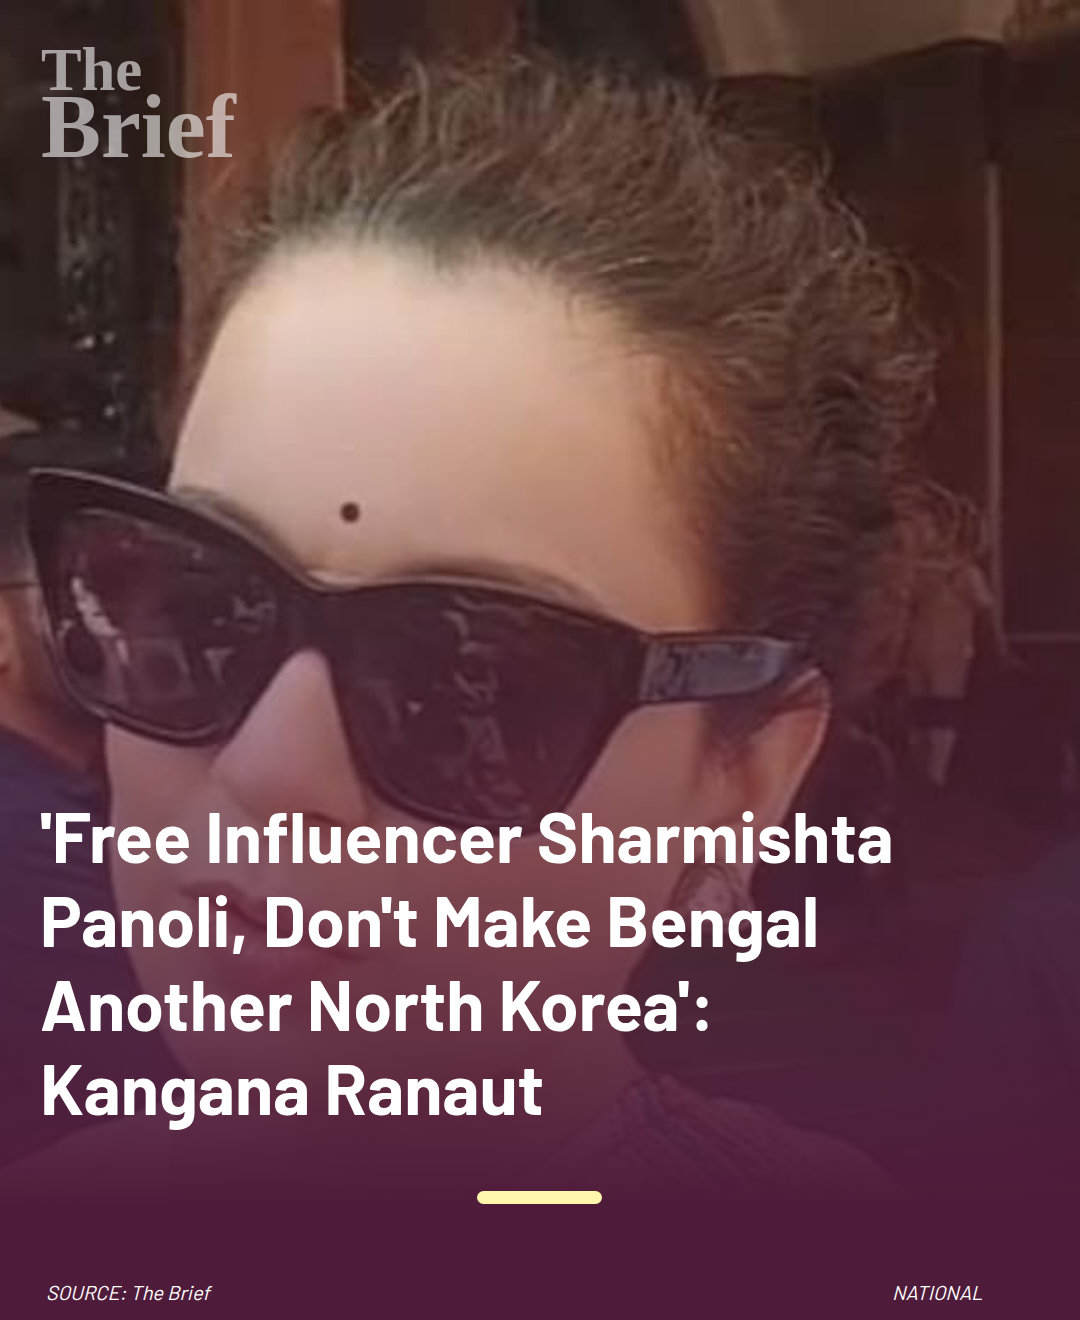 The
Brief
'Free Influencer Sharmishta
Panoli, Don't Make Bengal
Another North Korea':
Kangana Ranaut
SOURCE: The Brief
NATIONAL